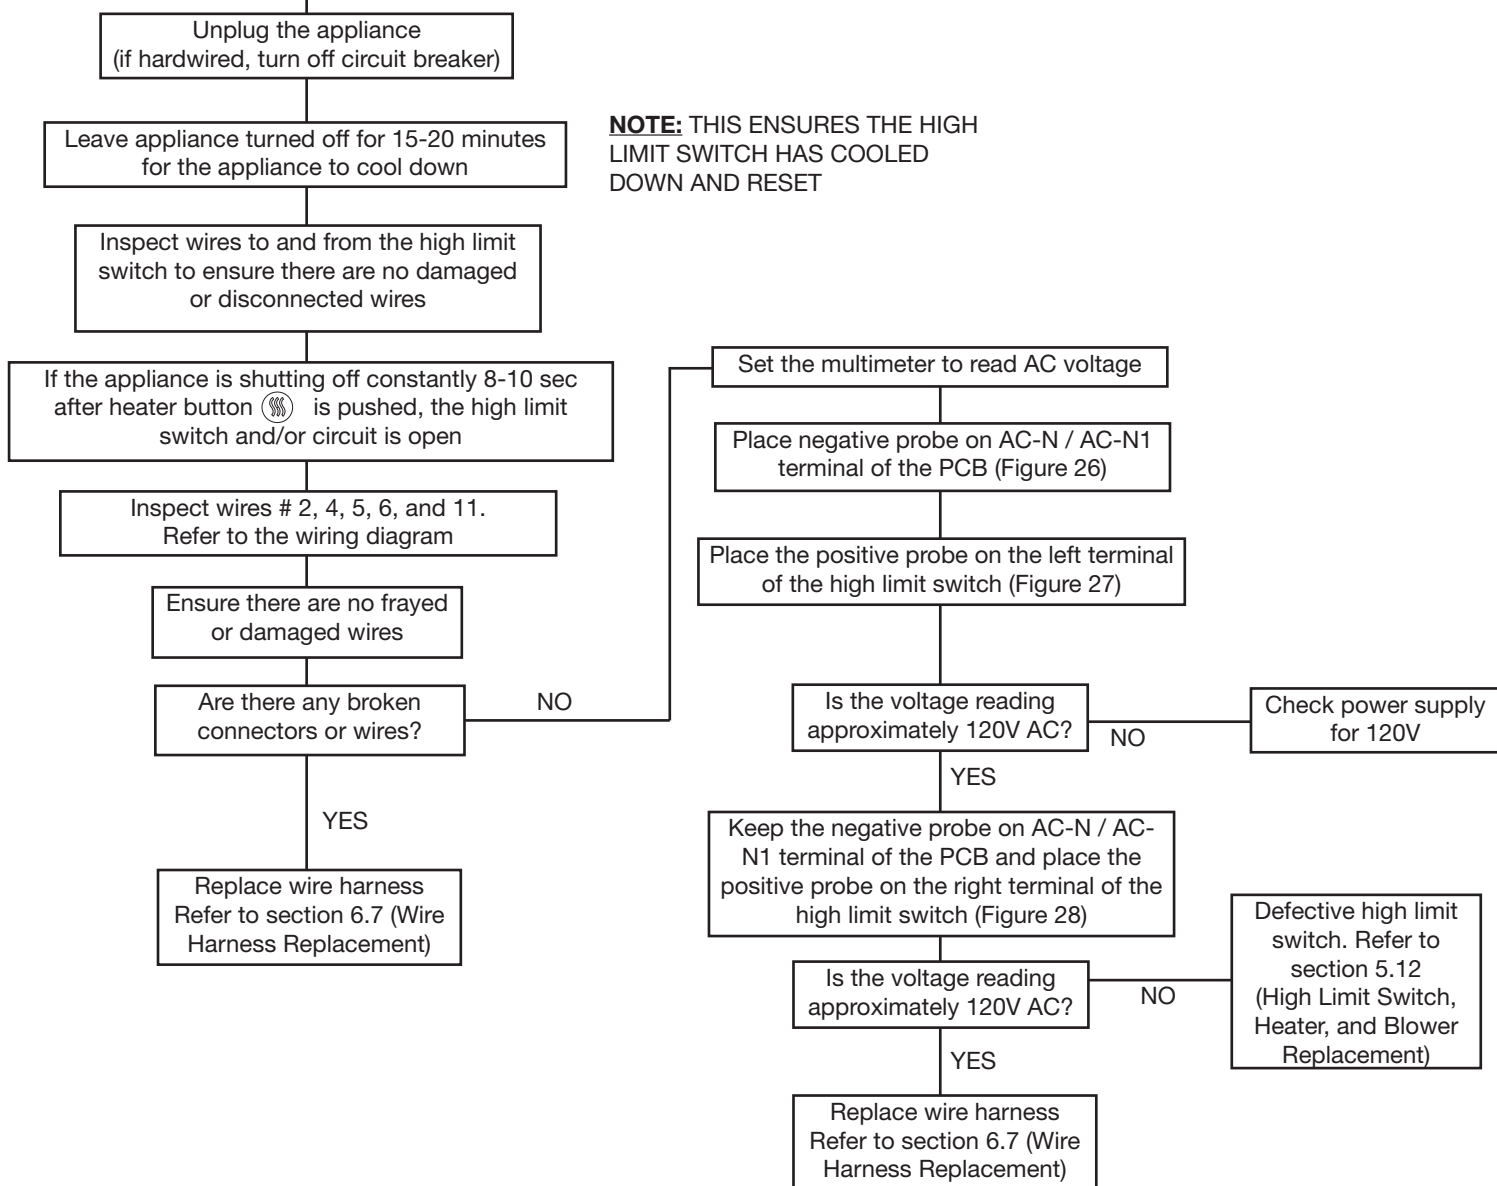 Unplug the appliance
(if hardwired, turn off circuit breaker)
Leave appliance turned off for 15-20 minutes
for the appliance to cool down
NOTE: THIS ENSURES THE HIGH
LIMIT SWITCH HAS COOLED
DOWN AND RESET
Inspect wires to and from the high limit
switch to ensure there are no damaged
or disconnected wires
If the appliance is shutting off constantly 8-10 sec
after heater button is pushed, the high limit
switch and/or circuit is open
Inspect wires # 2, 4, 5, 6, and 11.
Refer to the wiring diagram
Ensure there are no frayed
or damaged wires
Are there any broken
connectors or wires?
NO
YES
Replace wire harness
Refer to section 6.7 (Wire
Harness Replacement)
Set the multimeter to read AC voltage
Place negative probe on AC-N / AC-N1
terminal of the PCB (Figure 26)
Place the positive probe on the left terminal
of the high limit switch (Figure 27)
Is the voltage reading
approximately 120V AC?
NO
Check power supply
for 120V
YES
Keep the negative probe on AC-N / AC-
N1 terminal of the PCB and place the
positive probe on the right terminal of the
high limit switch (Figure 28)
Is the voltage reading
approximately 120V AC?
NO
Defective high limit
switch. Refer to
section 5.12
(High Limit Switch,
Heater, and Blower
Replacement)
YES
Replace wire harness
Refer to section 6.7 (Wire
Harness Replacement)